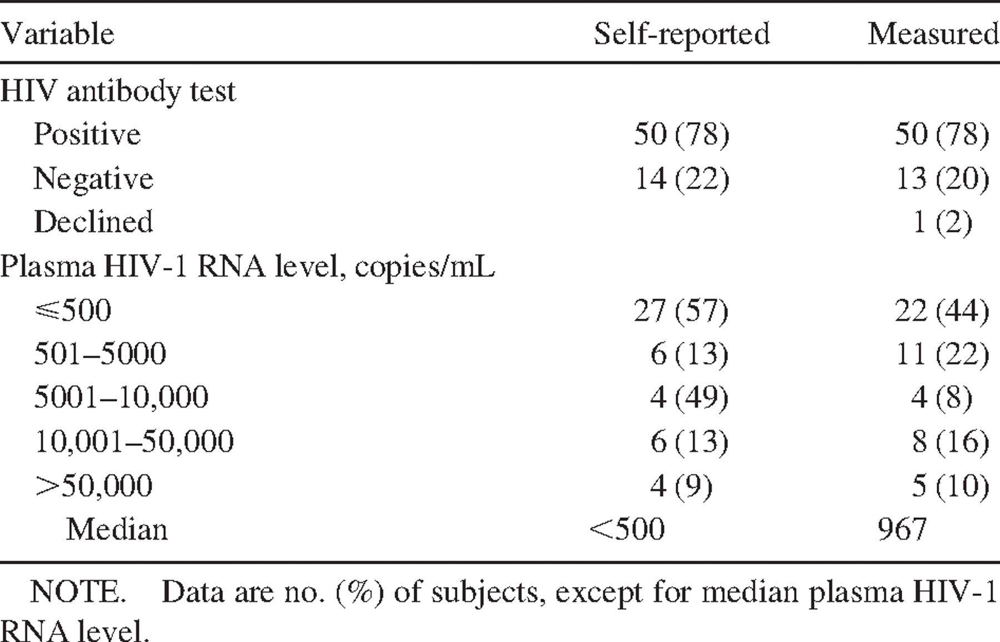 Variable Self-reported Measured
HIV antibody test
Positive 50 (78) 50 (78)
Negative 14 (22) 13 (20)
Declined 1 (2)
Plasma HIV-1 RNA level, copies/mL
⩽500 27 (57) 22 (44)
501–5000 6 (13) 11 (22)
5001–10,000 4 (49) 4 (8)
10,001–50,000 6 (13) 8 (16)
>50,000 4 (9) 5 (10)
Median <500 967
NOTE. Data are no. (%) of subjects, except for median plasma HIV-1
RNA level.